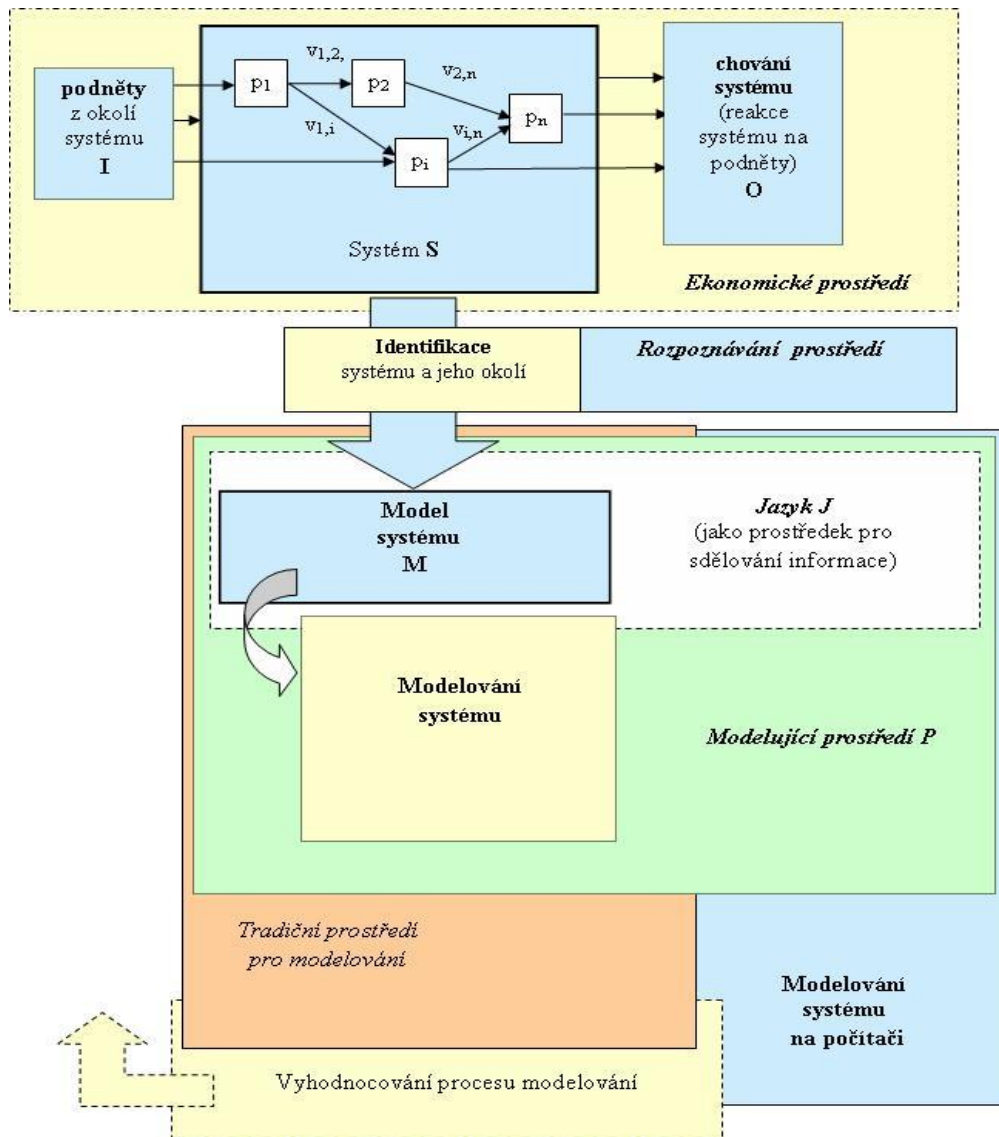 podněty
z okolí
systému
I
p1
v1,2,
p2
v2,n
v1,i
vi,n
pi
pn
Systém S
chování
systému
(reakce
systému na
podněty)
O
Ekonomické prostředí
Identifikace
systému a jeho okolí
Rozpoznávání prostředí
Model
systému
M
Jazyk J
(jako prostředek pro
sdělování informace)
Modelování
systému
Modelující prostředí P
Tradiční prostředí
pro modelování
Modelování
systému
na počítači
Vyhodnocování procesu modelování